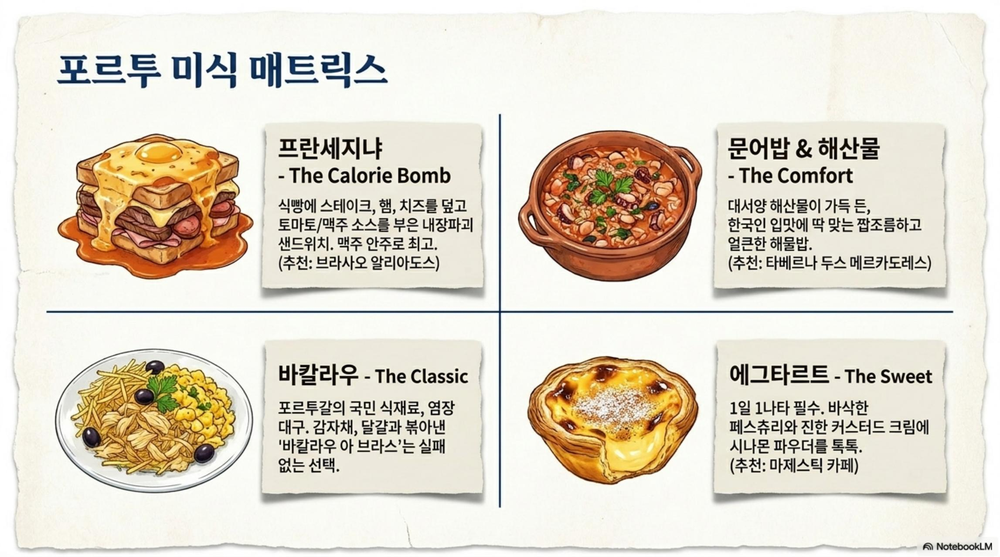 포르투 미식 매트릭스
프란세지냐
- The Calorie Bomb
식빵에 스테이크, 햄, 치즈를 덮고
토마토/맥주 소스를 부은 내장파괴
샌드위치. 맥주 안주로 최고.
(추천: 브라사오 알리아도스)
문어밥 & 해산물
- The Comfort
대서양 해산물이 가득 든,
한국인 입맛에 딱 맞는 짭조름하고
얼큰한 해물밥.
(추천: 타베르나 두스 메르카도레스)
바칼라우 - The Classic
포르투갈의 국민 식재료, 염장
대구. 감자채, 달걀과 볶아낸
'바칼라우 아 브라스'는 실패
없는 선택.
에그타르트 - The Sweet
1일 1나타 필수. 바삭한
페스츄리와 진한 커스터드 크림에
시나몬 파우더를 톡톡.
(추천: 마제스틱 카페)
NotebookLM